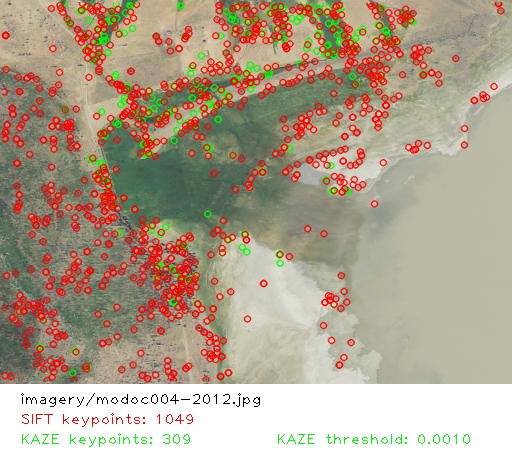 imagery/modoc004-2012.jpg
SIFT keypoints: 1049
KAZE keypoints: 309 KAZE threshold: 0.0010